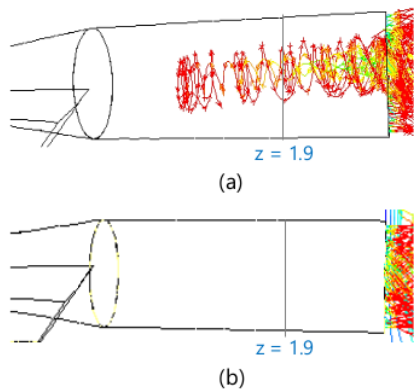 z = 1.9
(a)
z = 1.9
(b)